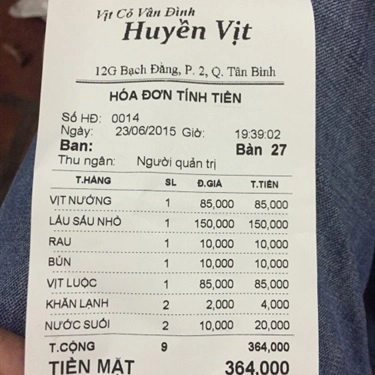 Vịt Cỏ Vân Đình
Huyền Vịt
12G Bạch Đằng, P. 2, Q. Tân Bình
HÓA ĐƠN TÍNH TIỀN
Số HĐ: 0014
Ngày: 23/06/2015 Giờ: 19:39:02
Ban: Bàn 27
Thu ngân: Người quản trị
T.HÀNG SL Đ.GIÁ T.TIỀN
VỊT NƯỚNG 1 85,000 85,000
LẨU SẤU NHỎ 1 150,000 150,000
RAU 1 10,000 10,000
BÚN 1 10,000 10,000
VỊT LUỘC 1 85,000 85,000
KHĂN LẠNH 2 2,000 4,000
NƯỚC SUỐI 2 10,000 20,000
T.CỘNG 9 364,000
TIỀN MẶT 364,000